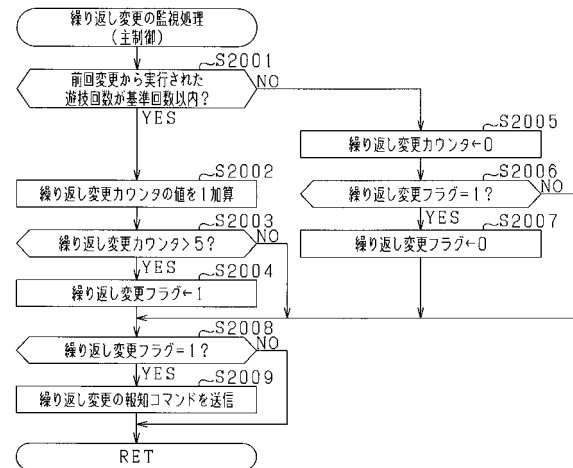 繰り返し変更の監視処理
(主制御)
S2001
前回変更から実行された
遊技回数が基準回数以内?
NO
YES
S2005
繰り返し変更カウンタ←0
S2002
繰り返し変更カウンタの値を1加算
S2006
繰り返し変更フラグ=1?
NO
YES
S2003
繰り返し変更カウンタ>5?
NO
YES
S2007
繰り返し変更フラグ←0
S2004
繰り返し変更フラグ←1
S2008
繰り返し変更フラグ=1?
NO
YES
S2009
繰り返し変更の報知コマンドを送信
RET